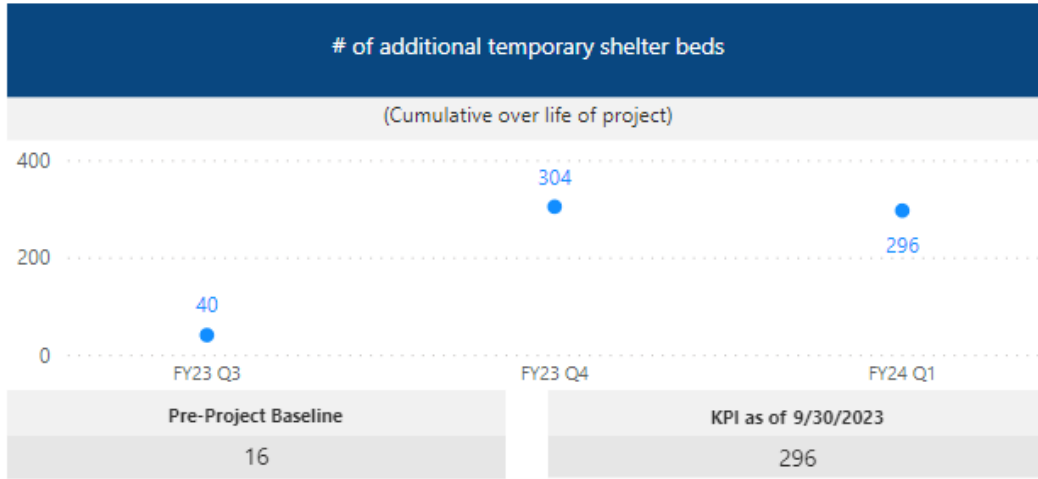 # of additional temporary shelter beds
(Cumulative over life of project)
400
304
200
296
40
0
FY23 Q3 FY23 Q4 FY24 Q1
Pre-Project Baseline KPI as of 9/30/2023
16 296